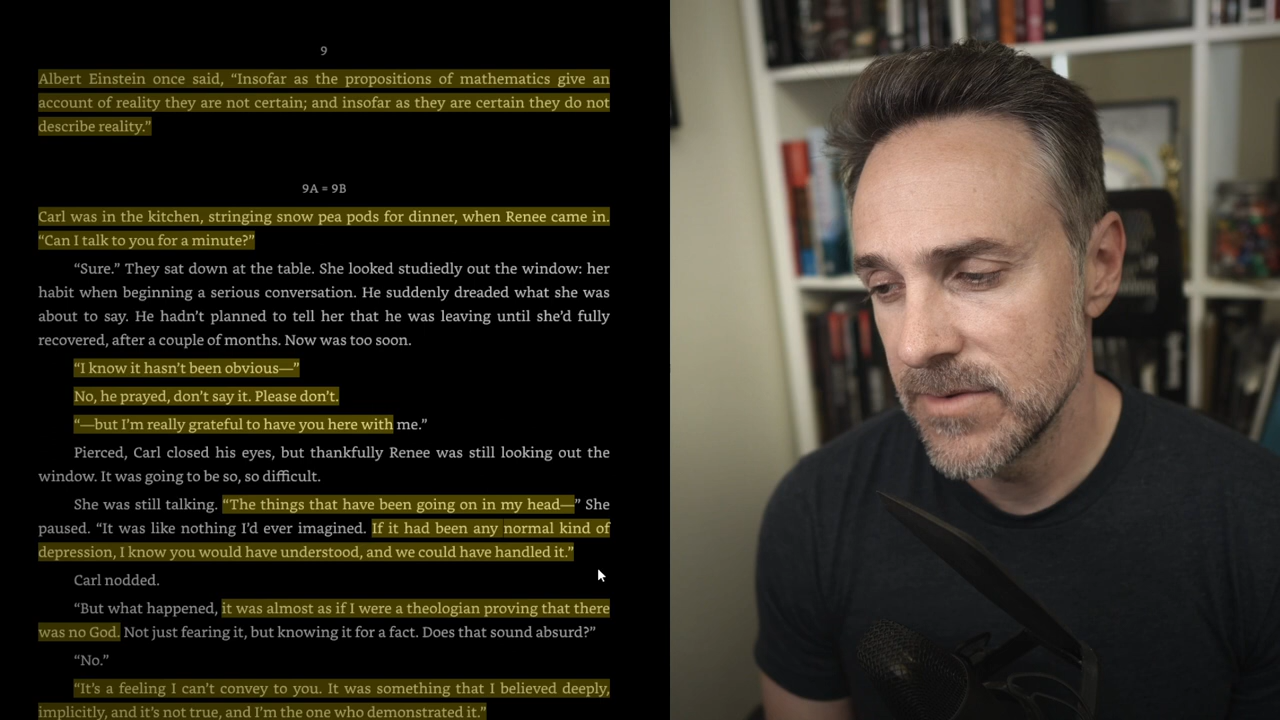 9
Albert Einstein once said, “Insofar as the propositions of mathematics give an
account of reality they are not certain; and insofar as they are certain they do not
describe reality.”
9A = 9B
Carl was in the kitchen, stringing snow pea pods for dinner, when Renee came in.
“Can I talk to you for a minute?”
“Sure.” They sat down at the table. She looked studiedly out the window: her
habit when beginning a serious conversation. He suddenly dreaded what she was
about to say. He hadn’t planned to tell her that he was leaving until she’d fully
recovered, after a couple of months. Now was too soon.
“I know it hasn’t been obvious—”
No, he prayed, don’t say it. Please don’t.
“—but I’m really grateful to have you here with me.”
Pierced, Carl closed his eyes, but thankfully Renee was still looking out the
window. It was going to be so, so difficult.
She was still talking. “The things that have been going on in my head—” She
paused. “It was like nothing I’d ever imagined. If it had been any normal kind of
depression, I know you would have understood, and we could have handled it.”
Carl nodded.
“But what happened, it was almost as if I were a theologian proving that there
was no God. Not just fearing it, but knowing it for a fact. Does that sound absurd?”
“No.”
“It’s a feeling I can’t convey to you. It was something that I believed deeply,
implicitly, and it’s not true, and I’m the one who demonstrated it.”